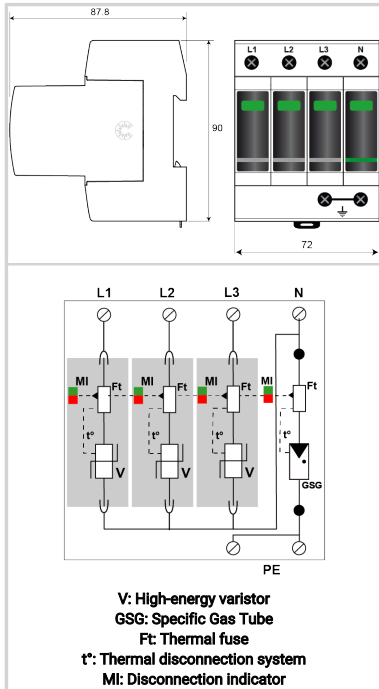 87.8
90
L1 L2 L3 N
72
L1 L2 L3 N
MI Ft MI Ft MI Ft MI Ft
t° t° t° t°
V V V GSG
PE
V: High-energy varistor
GSG: Specific Gas Tube
Ft: Thermal fuse
t°: Thermal disconnection system
MI: Disconnection indicator